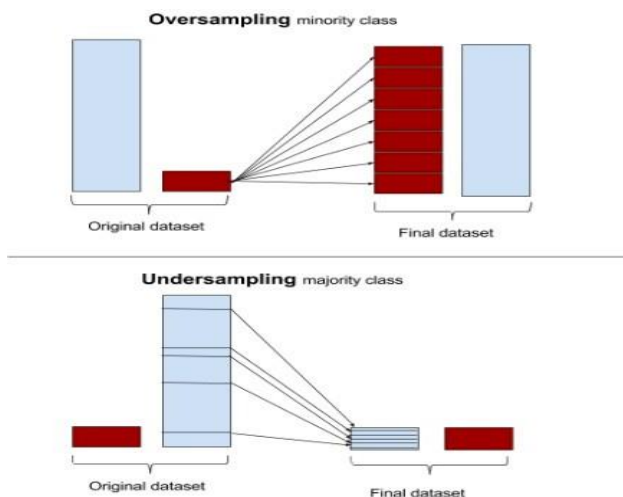 Oversampling minority class
Original dataset
Final dataset
Undersampling majority class
Original dataset
Final dataset